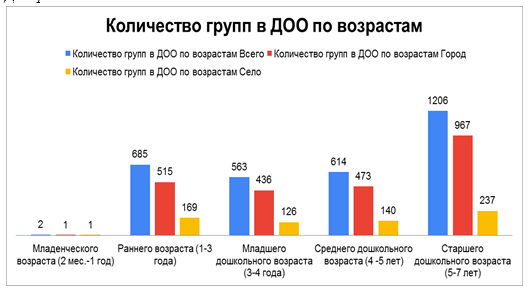 Количество групп в ДОО по возрастам
Количество групп в ДОО по возрастам Всего
Количество групп в ДОО по возрастам Город
Количество групп в ДОО по возрастам Село
2 1 1
685 515 169
563 436 126
614 473 140
1206 967 237
Младенческого
возраста (2 мес.-1 год)
Раннего возраста (1-3
года)
Младшего
дошкольного возраста
(3-4 года)
Среднего дошкольного
возраста (4 -5 лет)
Старшего
дошкольного возраста
(5-7 лет)